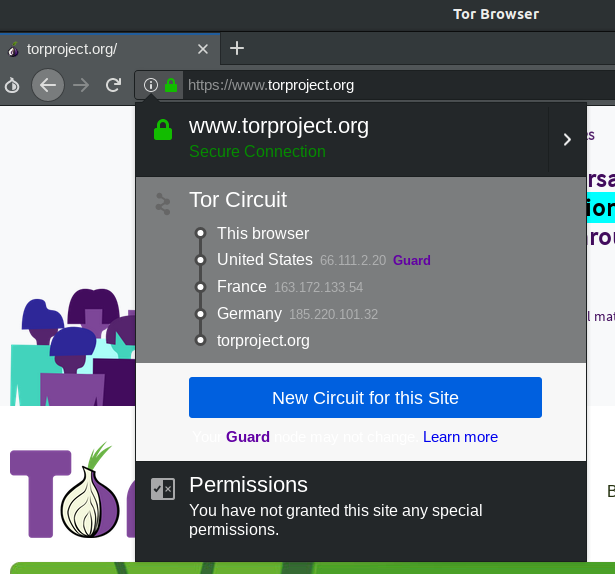 Tor Browser
torproject.org/
https://www.torproject.org
www.torproject.org
Secure Connection
Tor Circuit
This browser
United States 66.111.2.20 Guard
France 163.172.133.54
Germany 185.220.101.32
torproject.org
New Circuit for this Site
Your Guard node may not change. Learn more
Permissions
You have not granted this site any special
permissions.
es
rsa
ion
rou
l mat
To
B